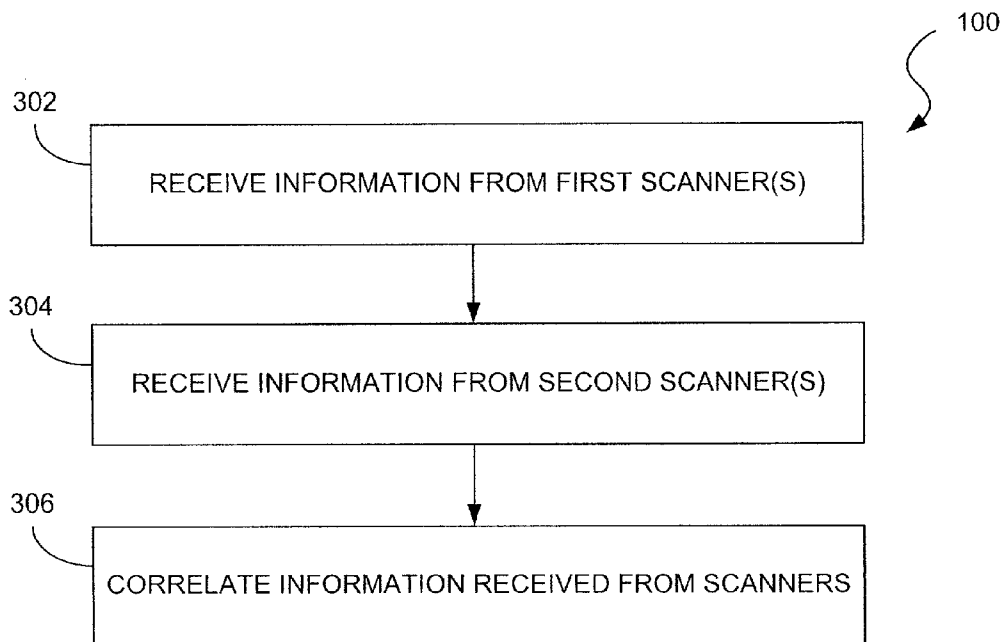 100
302
RECEIVE INFORMATION FROM FIRST SCANNER(S)
304
RECEIVE INFORMATION FROM SECOND SCANNER(S)
306
CORRELATE INFORMATION RECEIVED FROM SCANNERS